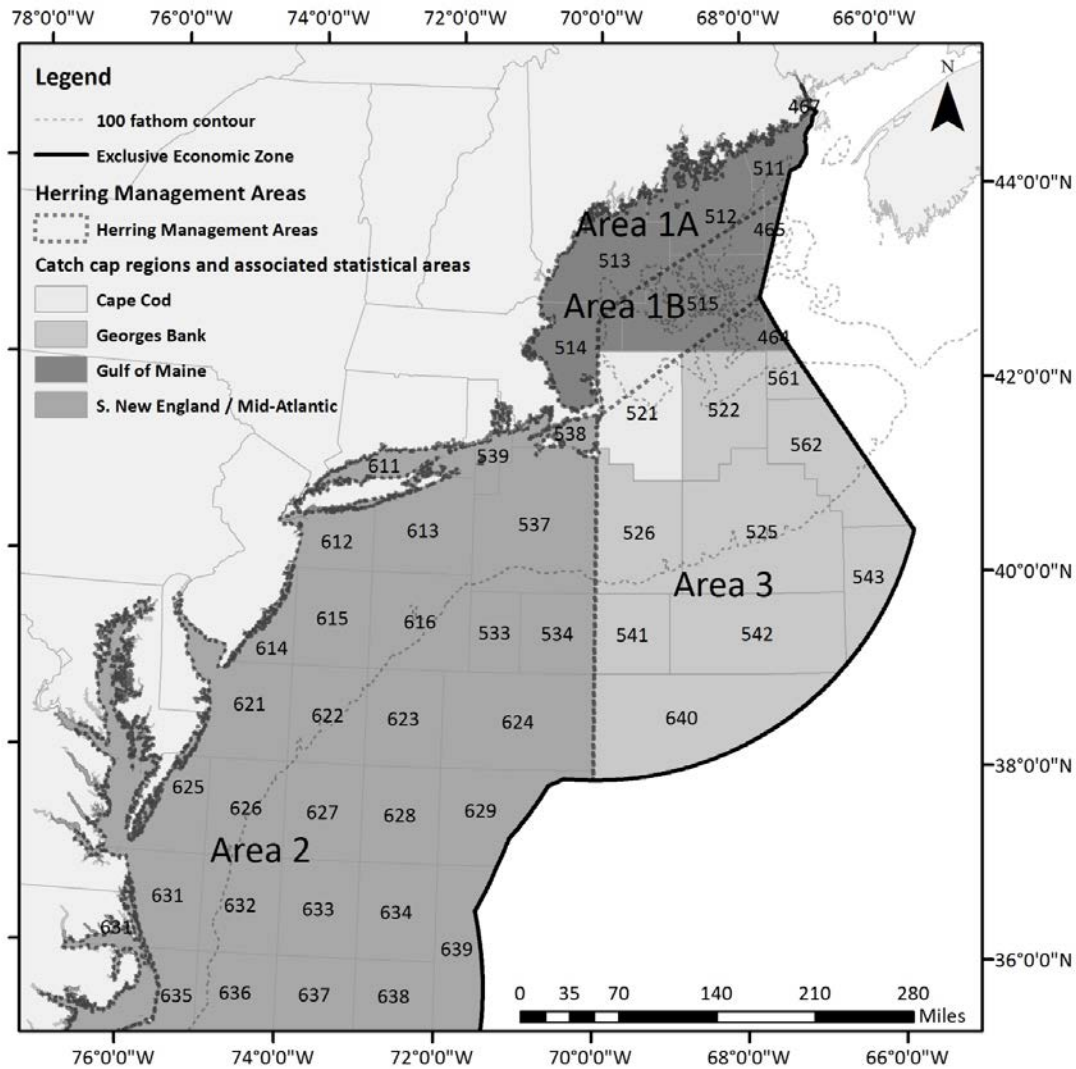 78°0'0"W 76°0'0"W 74°0'0"W 72°0'0"W 70°0'0"W 68°0'0"W 66°0'0"W
Legend
100 fathom contour
Exclusive Economic Zone
Herring Management Areas
Herring Management Areas
Catch cap regions and associated statistical areas
Cape Cod
Georges Bank
Gulf of Maine
S. New England / Mid-Atlantic
N
467
511
44°0'0"N
512
Area 1A
465
513
Area 1B
515
464
514
42°0'0"N
561
521
522
538
562
539
611
537
613
526
525
612
40°0'0"N
543
Area 3
615
616
533
534
541
542
614
621
622
623
624
640
38°0'0"N
625
626
627
628
629
Area 2
631
632
633
634
631
639
36°0'0"N
635
636
637
638
0 35 70 140 210 280
Miles
76°0'0"W 74°0'0"W 72°0'0"W 70°0'0"W 68°0'0"W 66°0'0"W